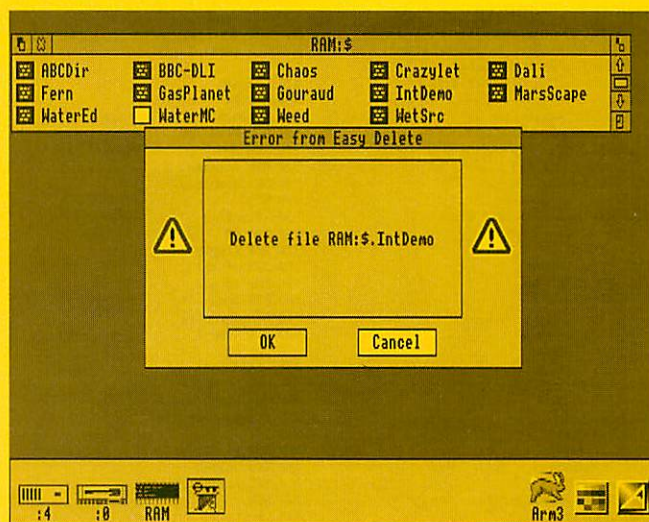 RAM:$
ABCDir BBC-DLI Chaos Crazylet Dali
Fern GasPlanet Gouraud IntDemo MarsScape
WaterEd WaterMC Weed WetSrc
Error from Easy Delete
Delete file RAM:$.IntDemo
OK Cancel
:4 :0 RAM Arm3